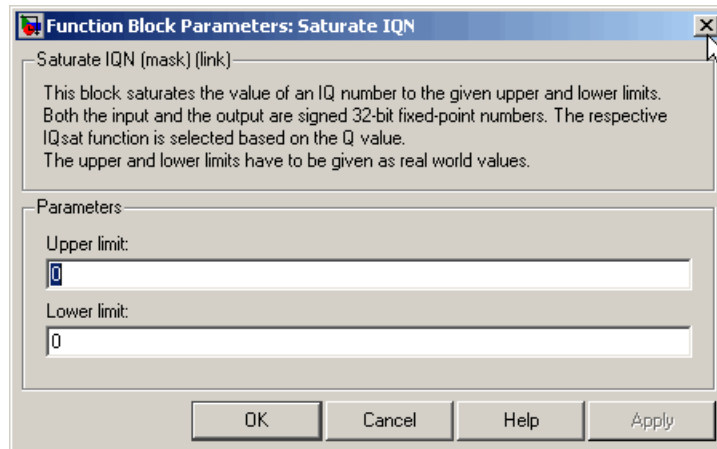 Function Block Parameters: Saturate IQN
Saturate IQN (mask) (link)
This block saturates the value of an IQ number to the given upper and lower limits.
Both the input and the output are signed 32-bit fixed-point numbers. The respective
IQsat function is selected based on the Q value.
The upper and lower limits have to be given as real world values.
Parameters
Upper limit:
0
Lower limit:
0
OK Cancel Help Apply